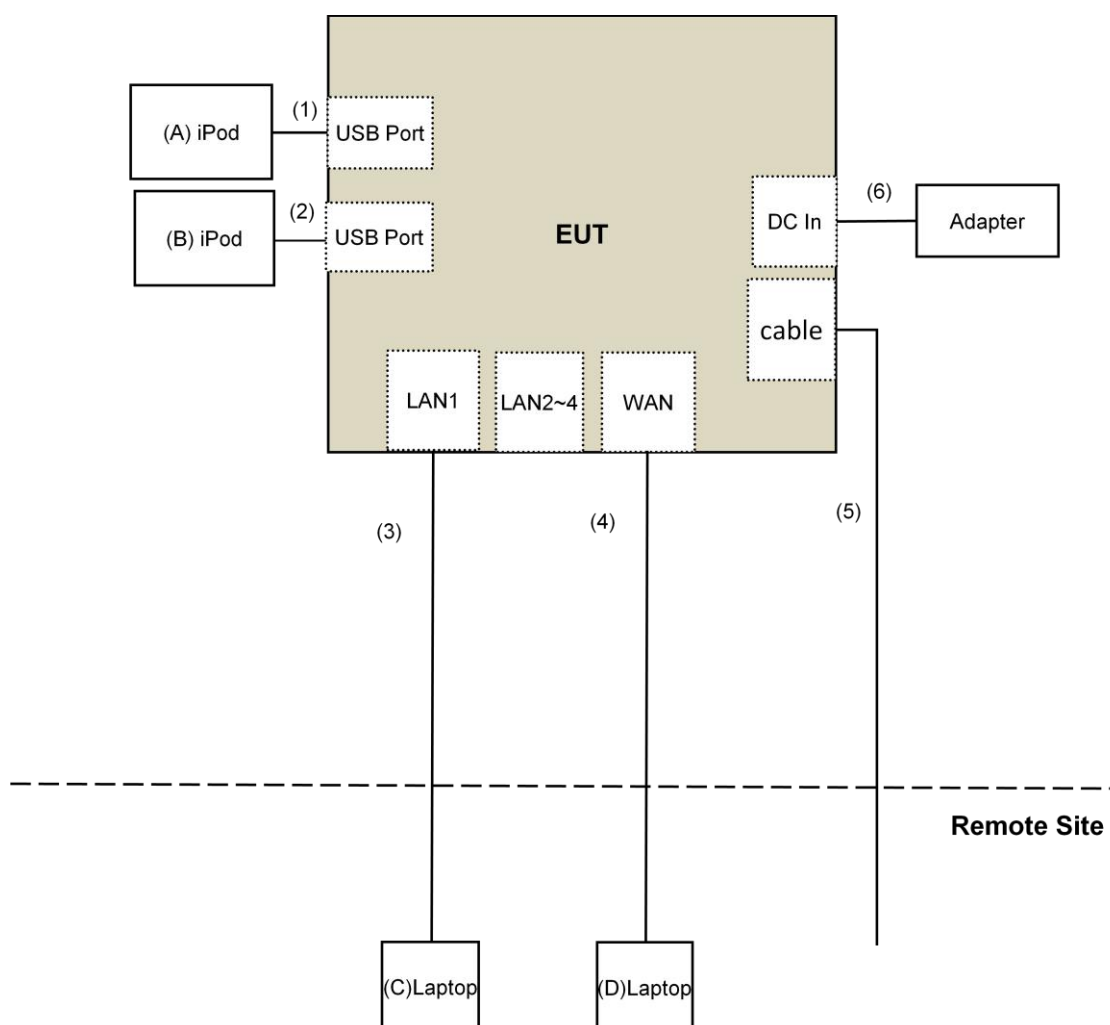 (1)
(A) iPod
USB Port
(2)
(B) iPod
USB Port
EUT
(6)
DC In
Adapter
cable
LAN1
LAN2~4
WAN
(3)
(4)
(5)
Remote Site
(C)Laptop
(D)Laptop